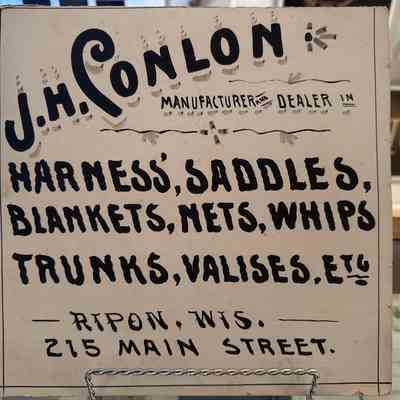 J.H. CONLON
MANUFACTURER AND DEALER IN
HARNESS', SADDLES,
BLANKETS, NETS, WHIPS
TRUNKS, VALISES, ETC
— RIPON, WIS. —
215 MAIN STREET.